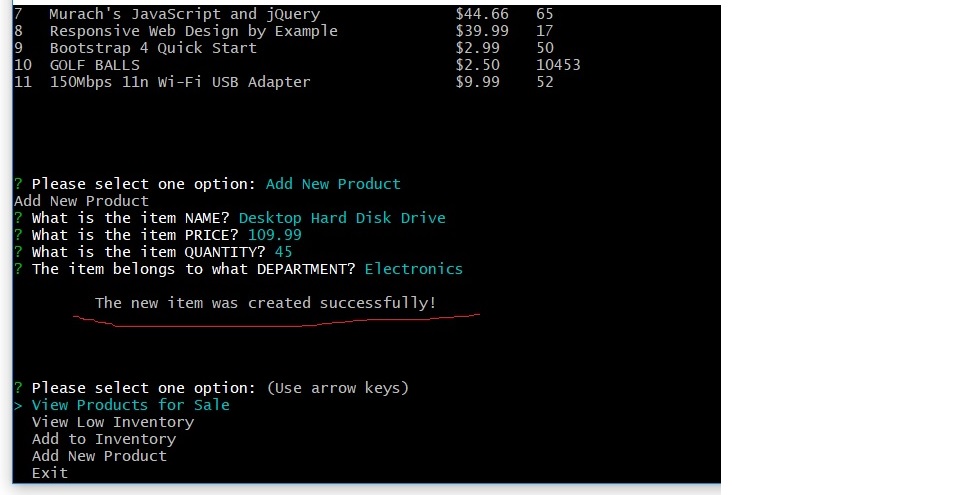 7 Murach's JavaScript and jQuery $44.66 65
8 Responsive Web Design by Example $39.99 17
9 Bootstrap 4 Quick Start $2.99 50
10 GOLF BALLS $2.50 10453
11 150Mbps 11n Wi-Fi USB Adapter $9.99 52
? Please select one option: Add New Product
Add New Product
? What is the item NAME? Desktop Hard Disk Drive
? What is the item PRICE? 109.99
? What is the item QUANTITY? 45
? The item belongs to what DEPARTMENT? Electronics
The new item was created successfully!
? Please select one option: (Use arrow keys)
> View Products for Sale
View Low Inventory
Add to Inventory
Add New Product
Exit